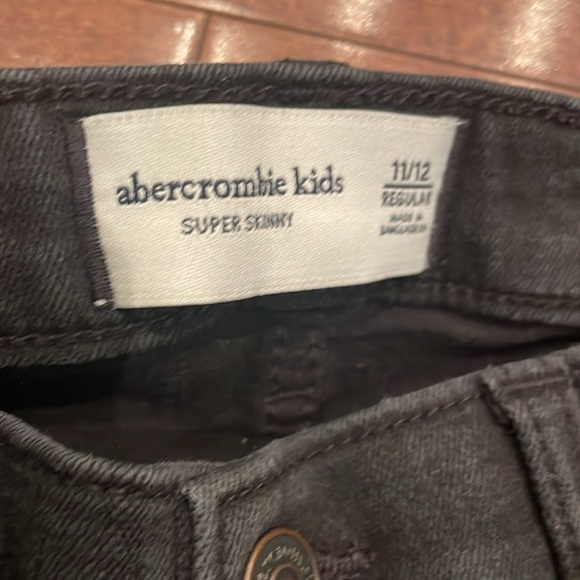 abercrombie kids
SUPER SKINNY
11/12
REGULAR
MADE IN
BANGLADESH